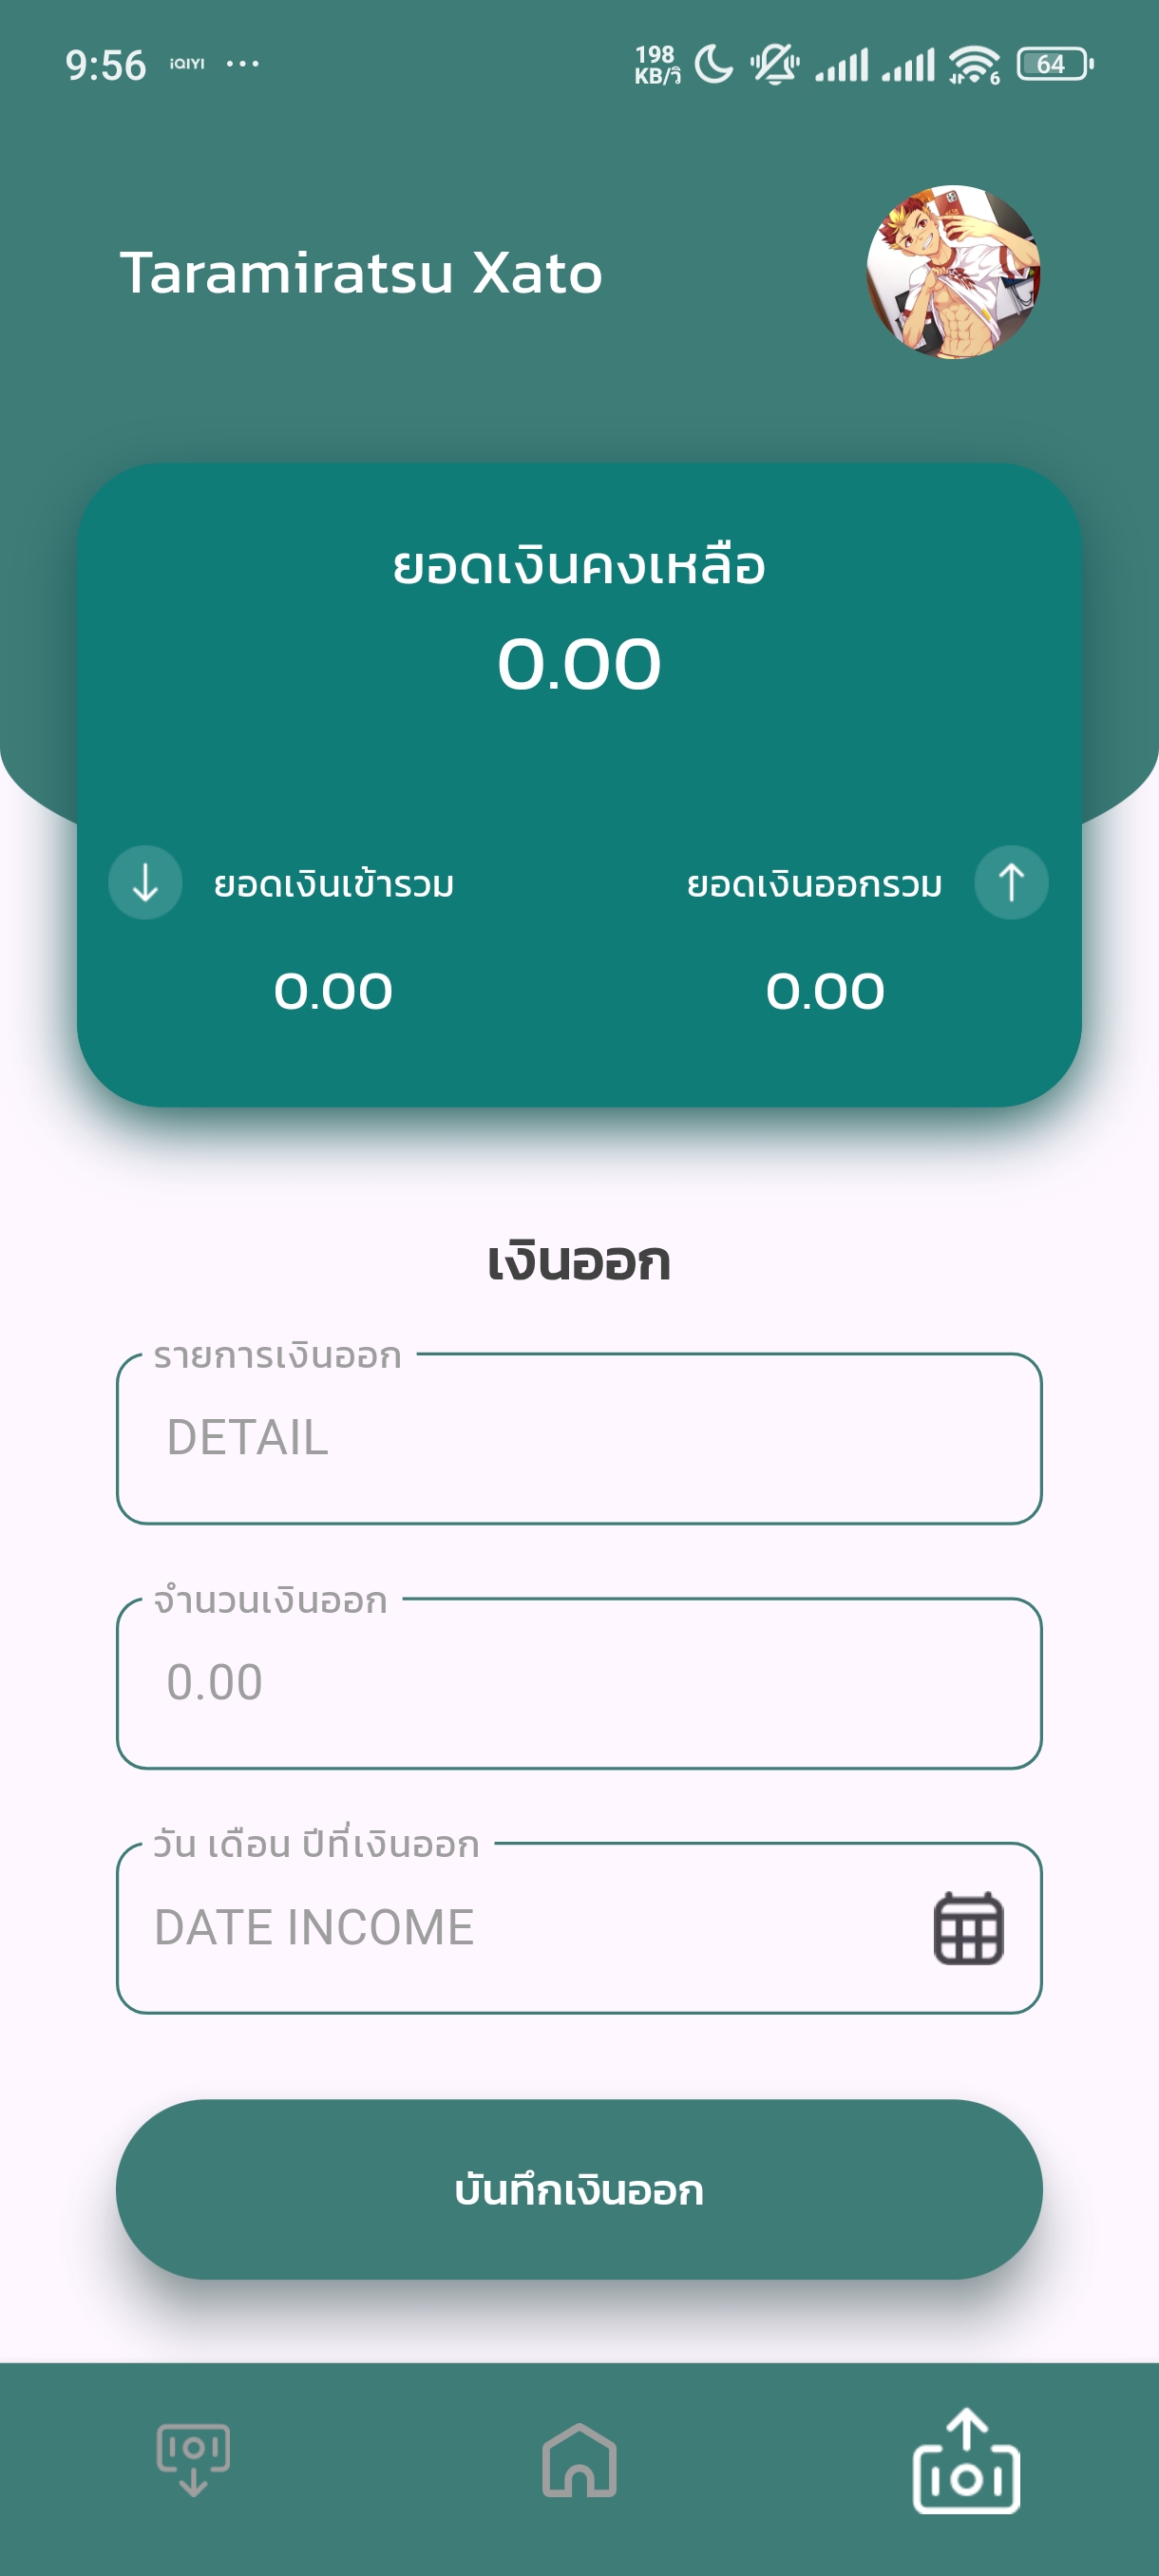 9:56 iQIYI ... 198 KB/วิ 6 64
Taramiratsu Xato
ยอดเงินคงเหลือ
0.00
ยอดเงินเข้ารวม ยอดเงินออกรวม
0.00 0.00
เงินออก
รายการเงินออก
DETAIL
จำนวนเงินออก
0.00
วัน เดือน ปีที่เงินออก
DATE INCOME
บันทึกเงินออก